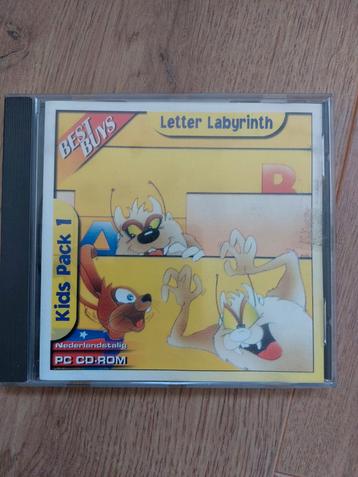 BEST
BUYS
Letter Labyrinth
B
A
Kids Pack 1
Nederlandstalig
PC CD-ROM